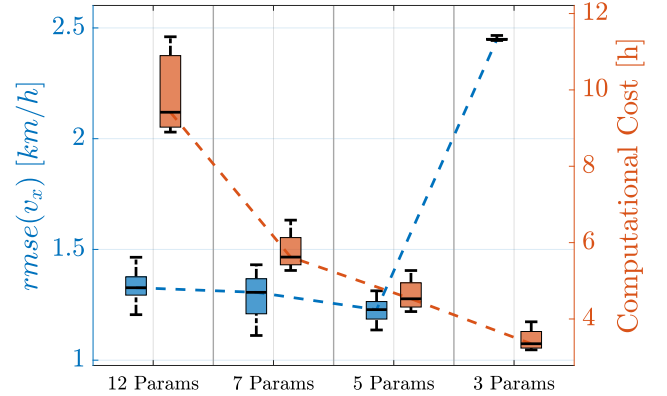 rmse(v_x) [km/h]
2.5
2
1.5
1
12
10
8
6
4
Computational Cost [h]
12 Params
7 Params
5 Params
3 Params